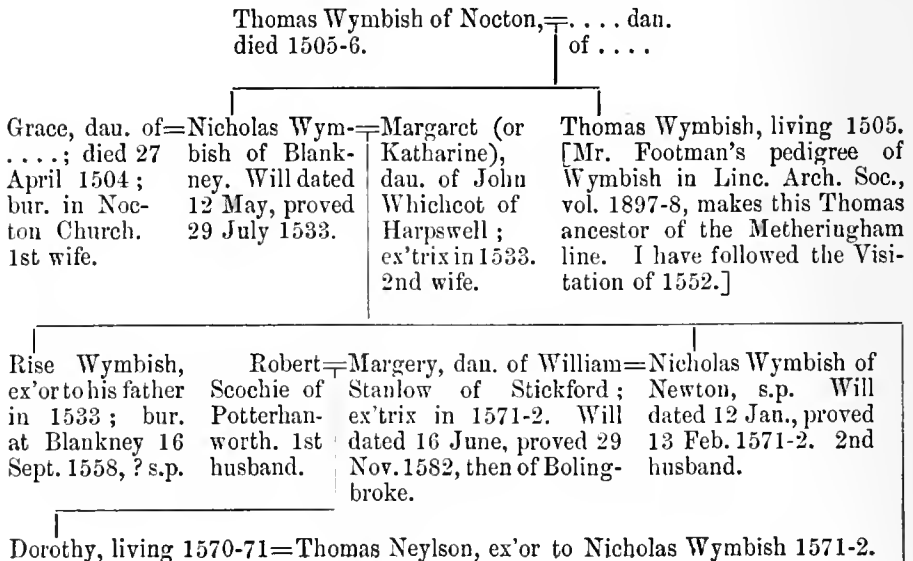 Thomas Wymbish of Nocton,=. . . . dan.
died 1505-6. of . . . .
Grace, dau. of=Nicholas Wym-=Margaret (or Thomas Wymbish, living 1505.
. . . .; died 27 bish of Blank- Katharine), [Mr. Footman's pedigree of
April 1504 ; ney. Will dated dau. of John Wymbish in Linc. Arch. Soc.,
bur. in Noc- 12 May, proved Whichcot of vol. 1897-8, makes this Thomas
ton Church. 29 July 1533. Harpswell ; ancestor of the Metheringham
1st wife. ex'trix in 1533. line. I have followed the Visi-
2nd wife. tation of 1552.]
Rise Wymbish, Robert=Margery, dau. of William=Nicholas Wymbish of
ex'or to his father Scochie of Stanlow of Stickford ; Newton, s.p. Will
in 1533 ; bur. Potterhan- ex'trix in 1571-2. Will dated 12 Jan., proved
at Blankney 16 worth. 1st dated 16 June, proved 29 13 Feb. 1571-2. 2nd
Sept. 1558, ? s.p. husband. Nov. 1582, then of Boling- husband.
broke.
Dorothy, living 1570-71=Thomas Neylson, ex'or to Nicholas Wymbish 1571-2.